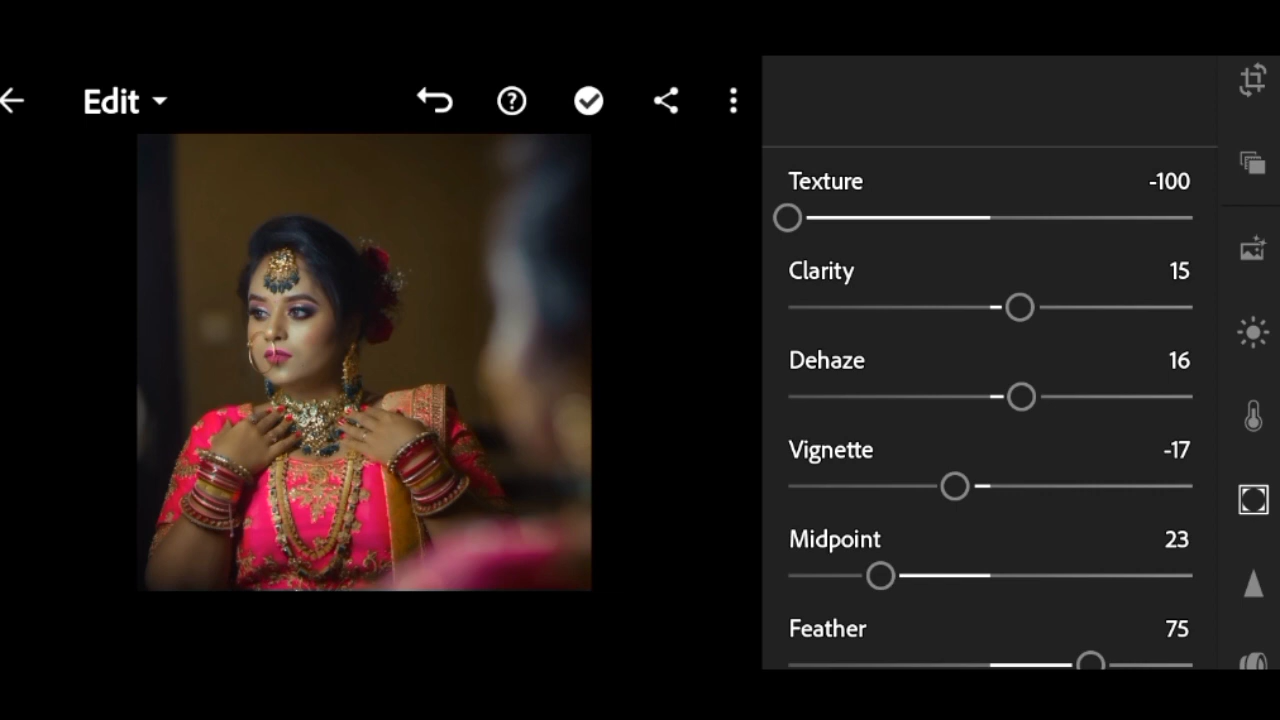 Edit
Texture -100
Clarity 15
Dehaze 16
Vignette -17
Midpoint 23
Feather 75